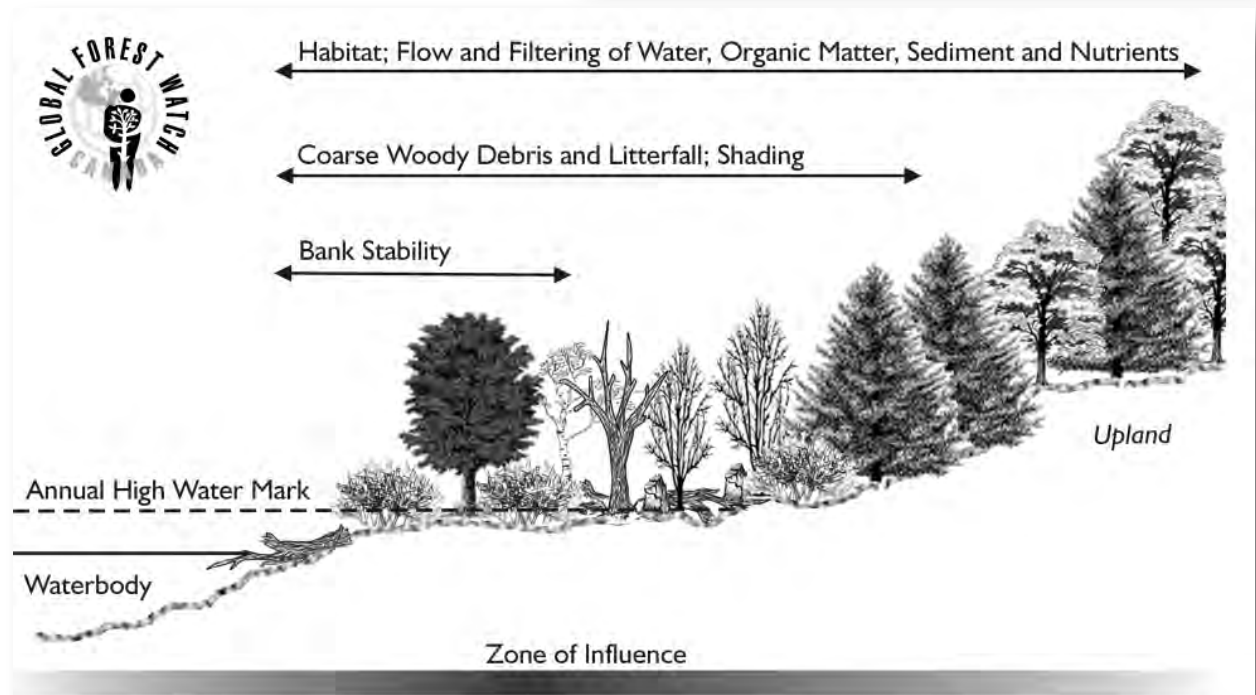 GLOBAL FOREST WATCH
CANADA
Habitat; Flow and Filtering of Water, Organic Matter, Sediment and Nutrients
Coarse Woody Debris and Litterfall; Shading
Bank Stability
Upland
Annual High Water Mark
Waterbody
Zone of Influence